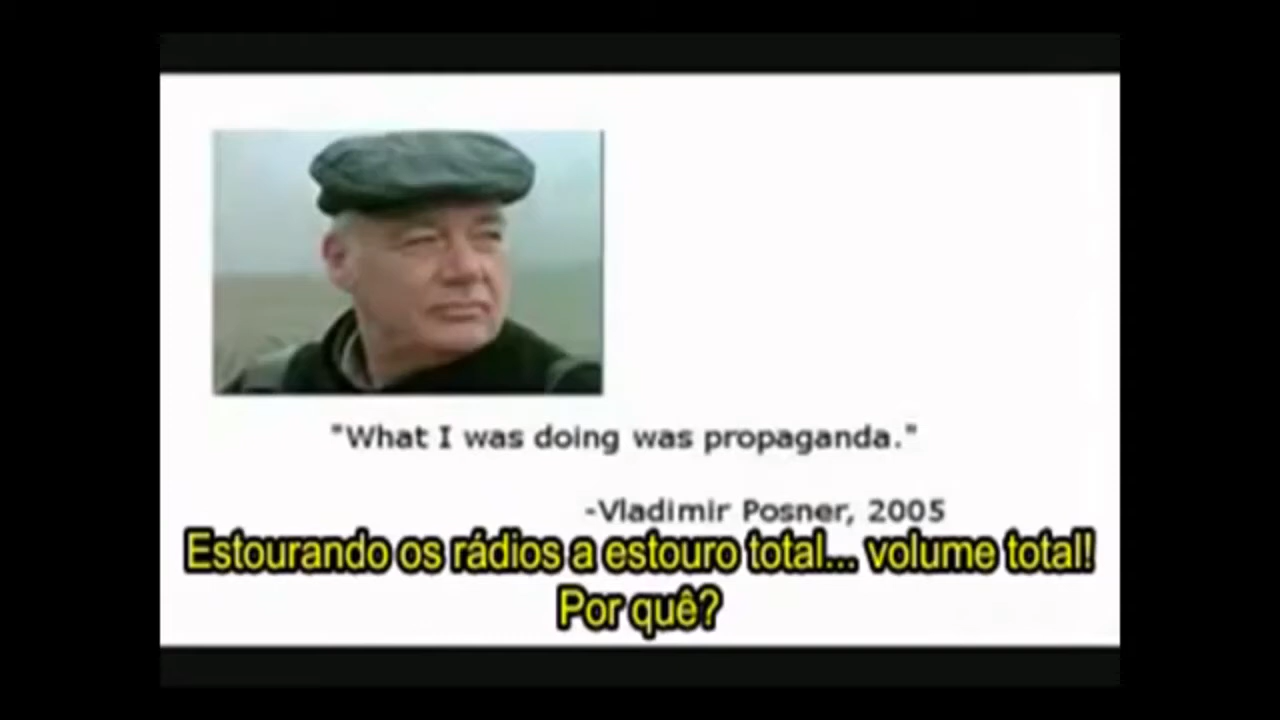 "What I was doing was propaganda."
-Vladimir Posner, 2005
Estourando os rádios a estouro total... volume total!
Por quê?